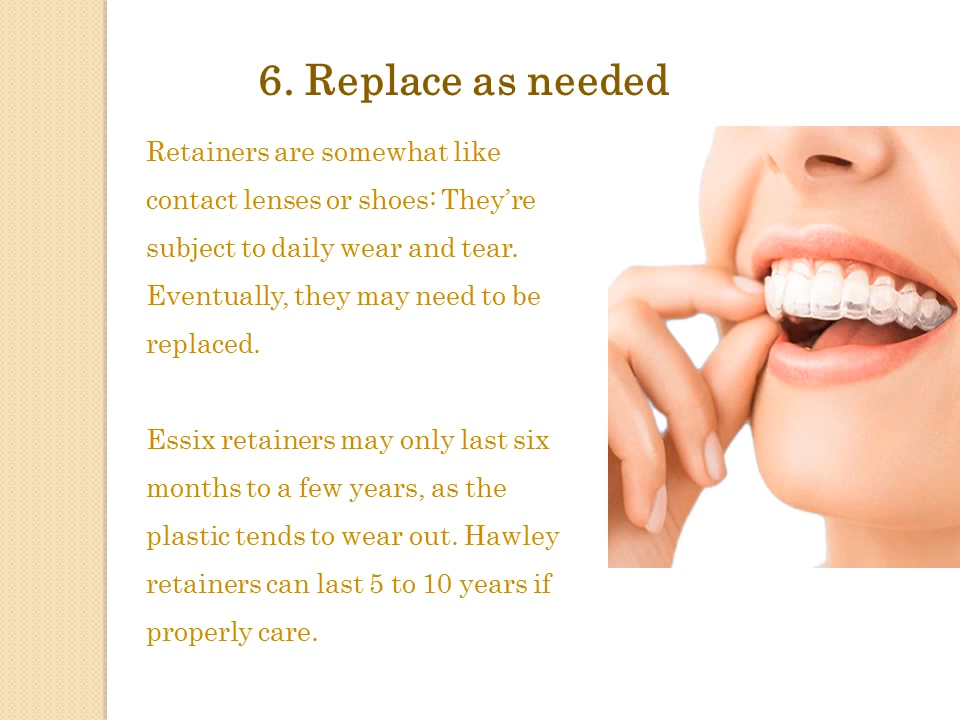 6. Replace as needed
Retainers are somewhat like
contact lenses or shoes: They’re
subject to daily wear and tear.
Eventually, they may need to be
replaced.
Essix retainers may only last six
months to a few years, as the
plastic tends to wear out. Hawley
retainers can last 5 to 10 years if
properly care.